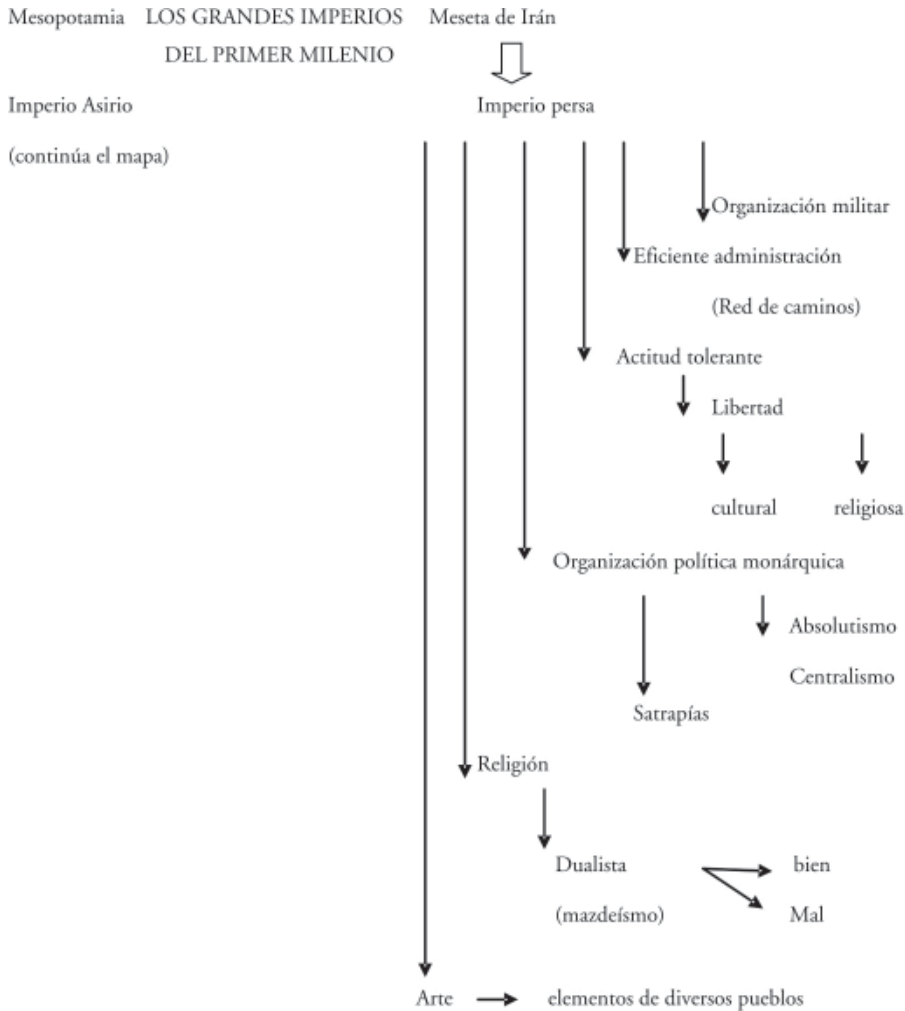 Mesopotamia LOS GRANDES IMPERIOS Meseta de Irán
DEL PRIMER MILENIO
Imperio Asirio Imperio persa
(continúa el mapa)
Organización militar
Eficiente administración
(Red de caminos)
Actitud tolerante
Libertad
cultural religiosa
Organización política monárquica
Absolutismo
Centralismo
Satrapías
Religión
Dualista bien
(mazdeísmo) Mal
Arte elementos de diversos pueblos